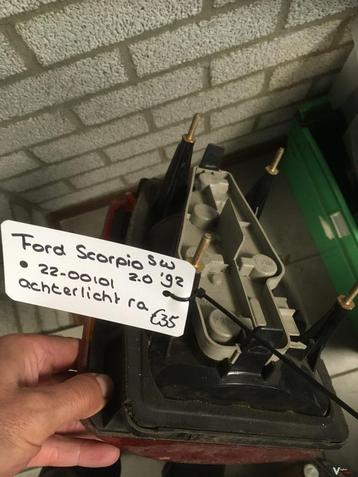 Ford Scorpio SW
• 22-00101 2.0 '92
achterlicht ra
€35